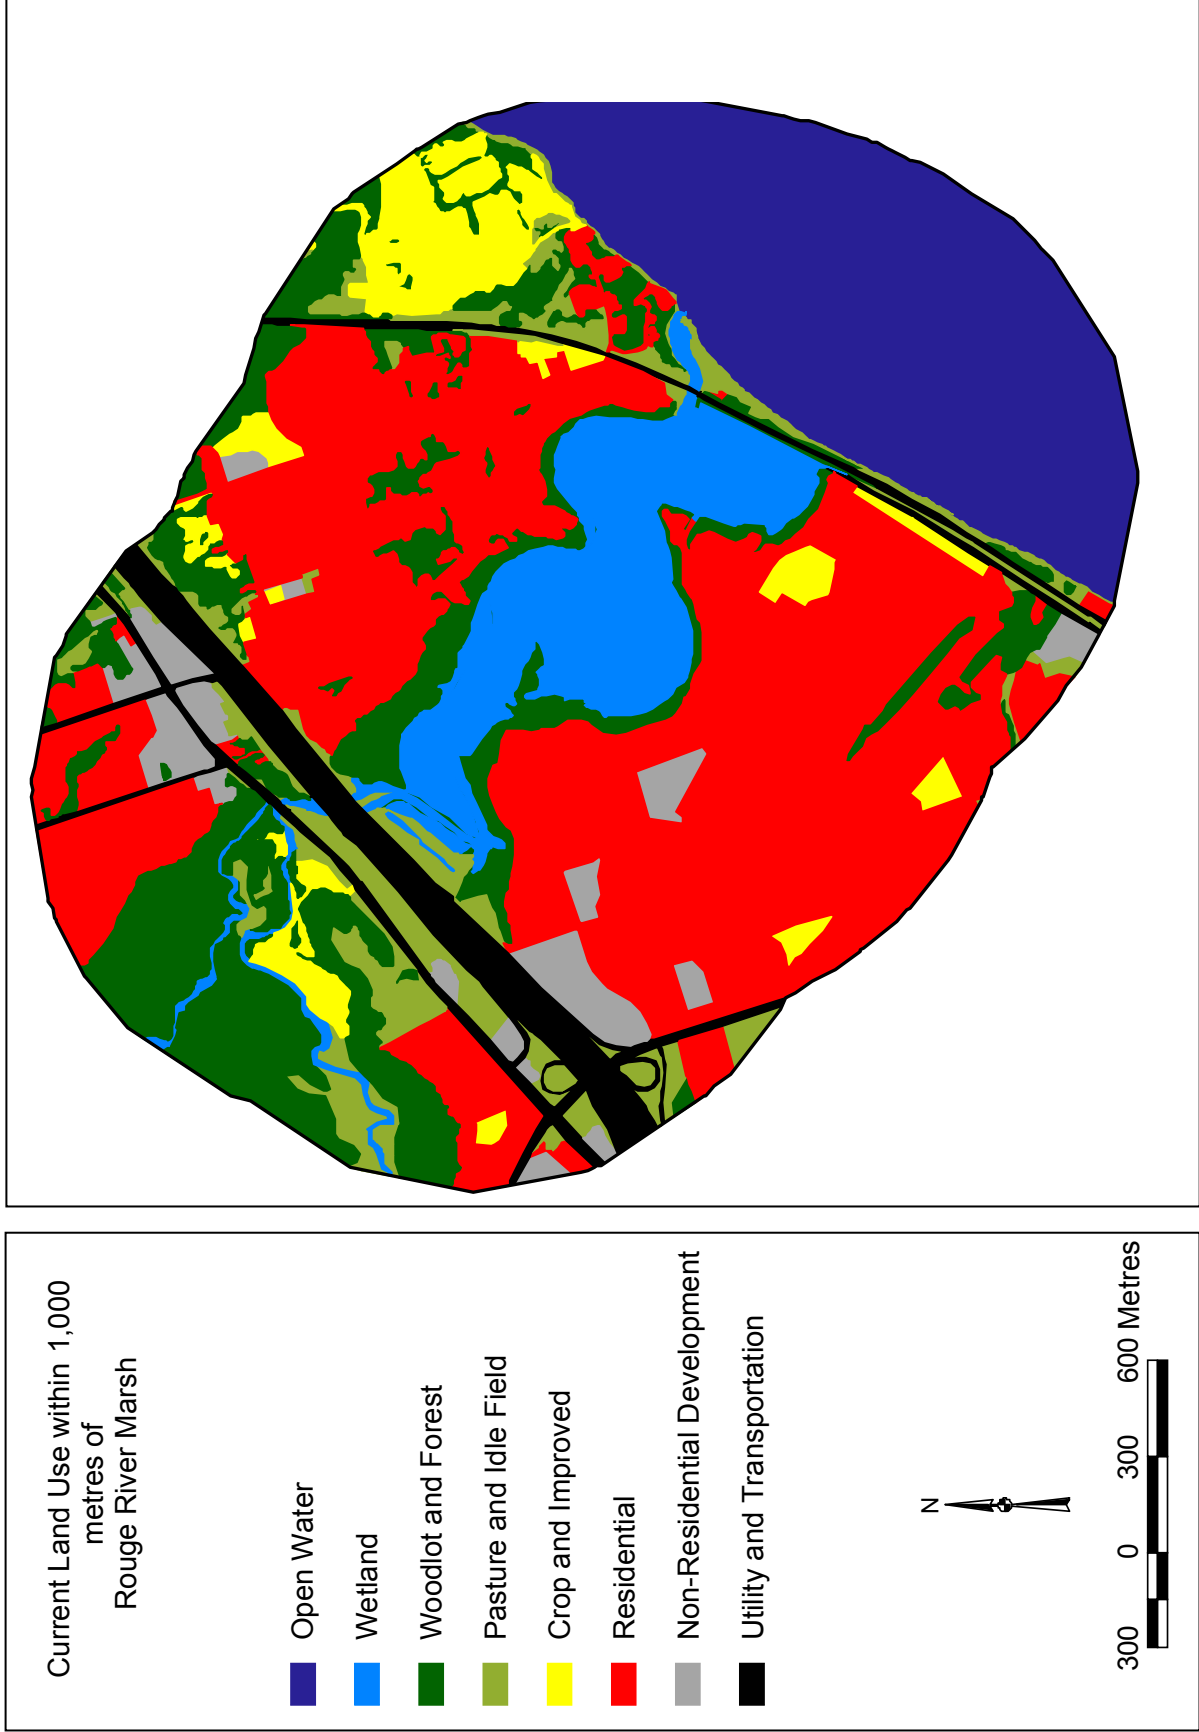 Current Land Use within 1,000
metres of
Rouge River Marsh
Open Water
Wetland
Woodlot and Forest
Pasture and Idle Field
Crop and Improved
Residential
Non-Residential Development
Utility and Transportation
N
300 0 300 600 Metres